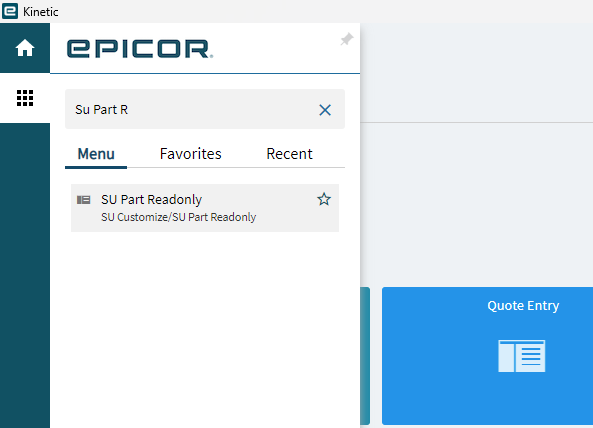 Kinetic
EPICOR
Su Part R
Menu Favorites Recent
SU Part Readonly
SU Customize/SU Part Readonly
Quote Entry